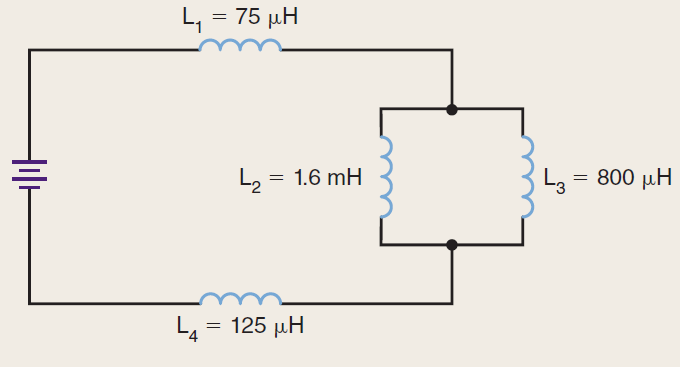 L₁ = 75 µH
L₂ = 1.6 mH
L₃ = 800 µH
L₄ = 125 µH